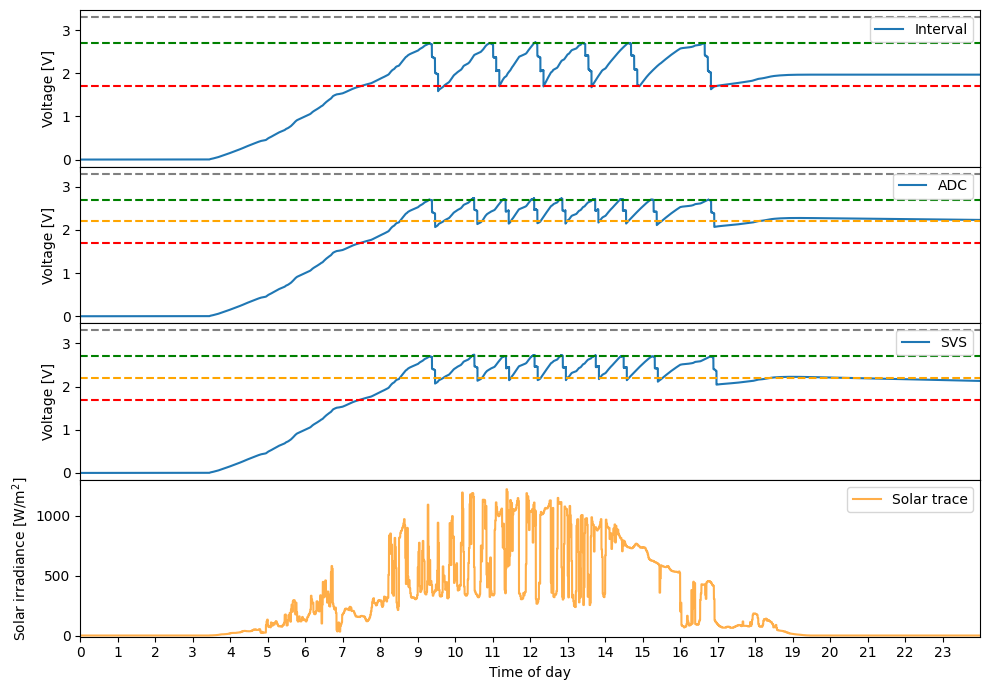 Voltage [V]
3
2
1
0
Interval
Voltage [V]
3
2
1
0
ADC
Voltage [V]
3
2
1
0
SVS
Solar irradiance [W/m²]
1000
500
0
Solar trace
0 1 2 3 4 5 6 7 8 9 10 11 12 13 14 15 16 17 18 19 20 21 22 23
Time of day